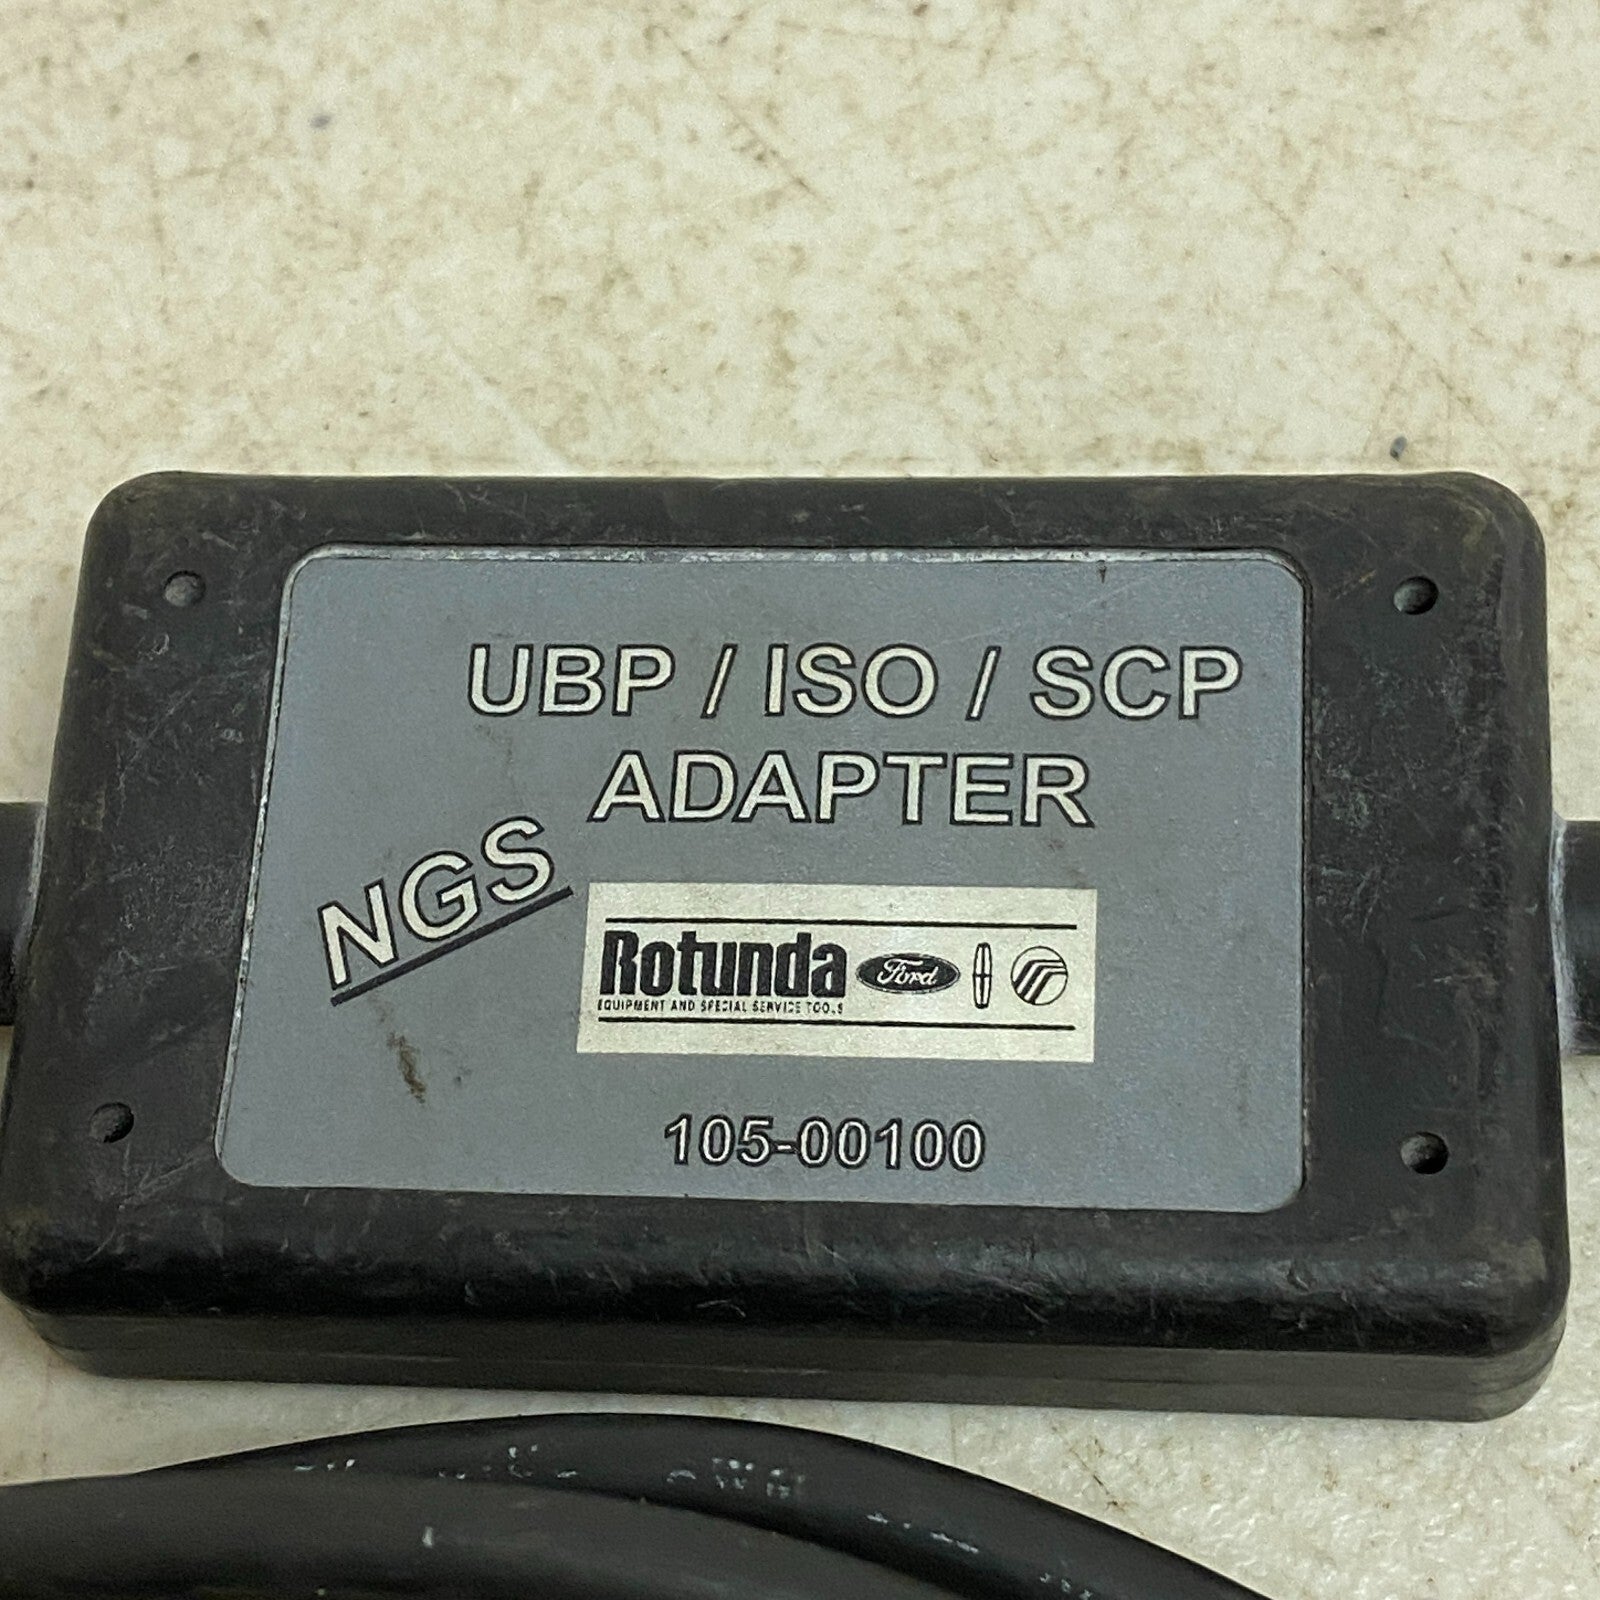 UBP / ISO / SCP
ADAPTER
NGS
Rotunda Ford
EQUIPMENT AND SPECIAL SERVICE TOOLS
105-00100